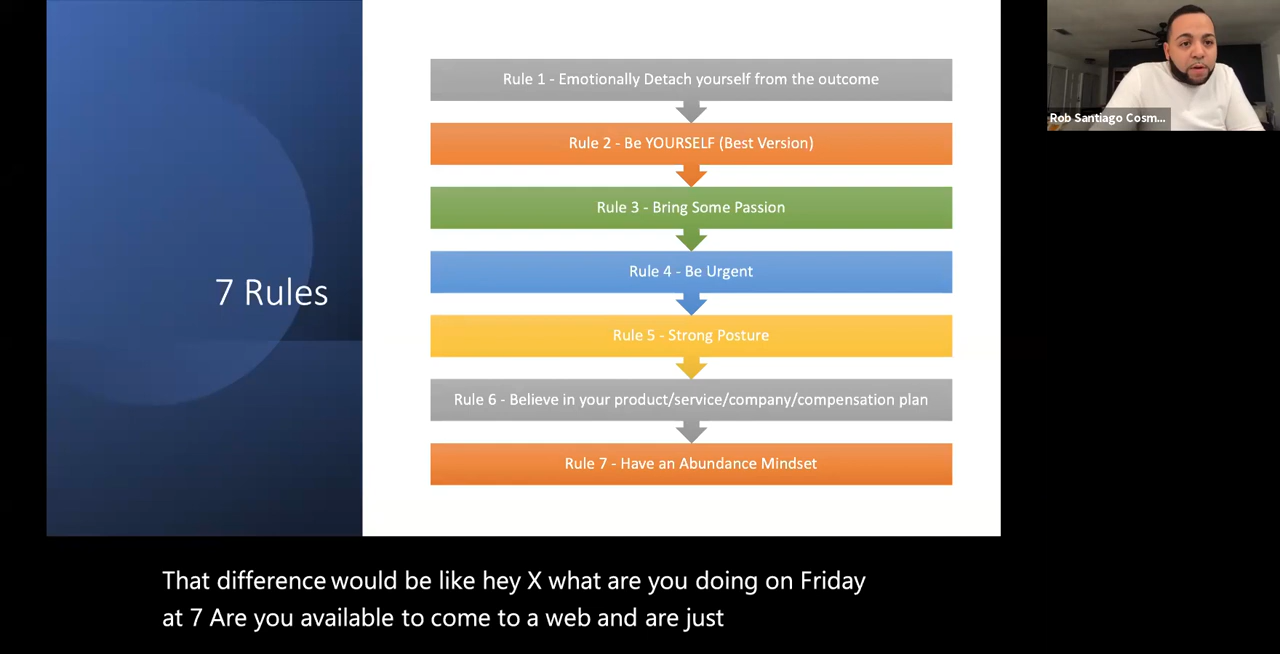 7 Rules
Rule 1 - Emotionally Detach yourself from the outcome
Rule 2 - Be YOURSELF (Best Version)
Rule 3 - Bring Some Passion
Rule 4 - Be Urgent
Rule 5 - Strong Posture
Rule 6 - Believe in your product/service/company/compensation plan
Rule 7 - Have an Abundance Mindset
Rob Santiago Cosm...
That difference would be like hey X what are you doing on Friday
at 7 Are you available to come to a web and are just